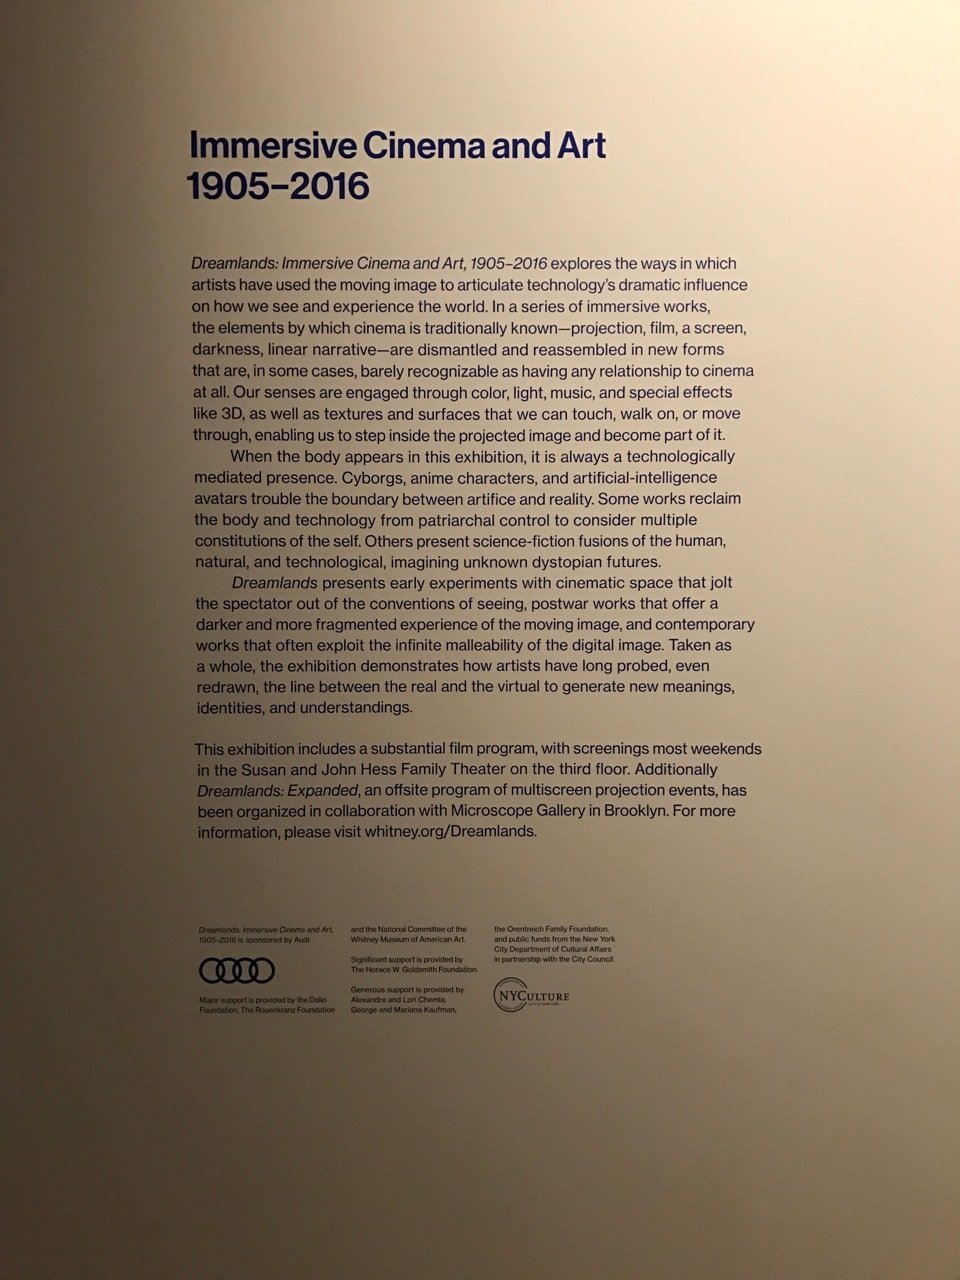 Immersive Cinema and Art
1905–2016
Dreamlands: Immersive Cinema and Art, 1905–2016 explores the ways in which
artists have used the moving image to articulate technology's dramatic influence
on how we see and experience the world. In a series of immersive works,
the elements by which cinema is traditionally known—projection, film, a screen,
darkness, linear narrative—are dismantled and reassembled in new forms
that are, in some cases, barely recognizable as having any relationship to cinema
at all. Our senses are engaged through color, light, music, and special effects
like 3D, as well as textures and surfaces that we can touch, walk on, or move
through, enabling us to step inside the projected image and become part of it.
When the body appears in this exhibition, it is always a technologically
mediated presence. Cyborgs, anime characters, and artificial-intelligence
avatars trouble the boundary between artifice and reality. Some works reclaim
the body and technology from patriarchal control to consider multiple
constitutions of the self. Others present science-fiction fusions of the human,
natural, and technological, imagining unknown dystopian futures.
Dreamlands presents early experiments with cinematic space that jolt
the spectator out of the conventions of seeing, postwar works that offer a
darker and more fragmented experience of the moving image, and contemporary
works that often exploit the infinite malleability of the digital image. Taken as
a whole, the exhibition demonstrates how artists have long probed, even
redrawn, the line between the real and the virtual to generate new meanings,
identities, and understandings.
This exhibition includes a substantial film program, with screenings most weekends
in the Susan and John Hess Family Theater on the third floor. Additionally
Dreamlands: Expanded, an offsite program of multiscreen projection events, has
been organized in collaboration with Microscope Gallery in Brooklyn. For more
information, please visit whitney.org/Dreamlands.
Dreamlands: Immersive Cinema and Art,
1905–2016 is sponsored by Audi.
Major support is provided by the Dalio
Foundation, The Rosenkranz Foundation
and the National Committee of the
Whitney Museum of American Art.
Significant support is provided by
The Horace W. Goldsmith Foundation.
Generous support is provided by
Alexandre and Lori Chemla,
George and Mariana Kaufman,
the Orentreich Family Foundation,
and public funds from the New York
City Department of Cultural Affairs
in partnership with the City Council.
NYCULTURE